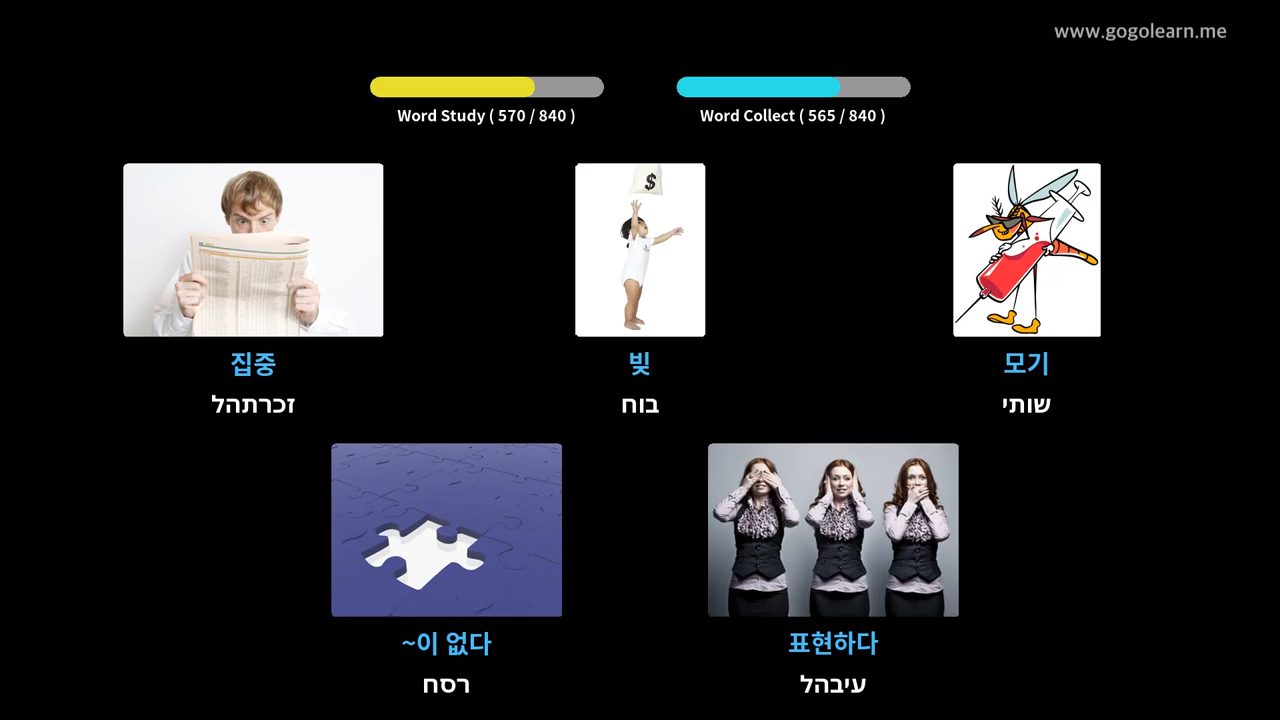 www.gogolearn.me
Word Study ( 570 / 840 )
Word Collect ( 565 / 840 )
$
집중
זכרתהל
빚
בוח
모기
שותי
~이 없다
רסח
표현하다
עיבהל